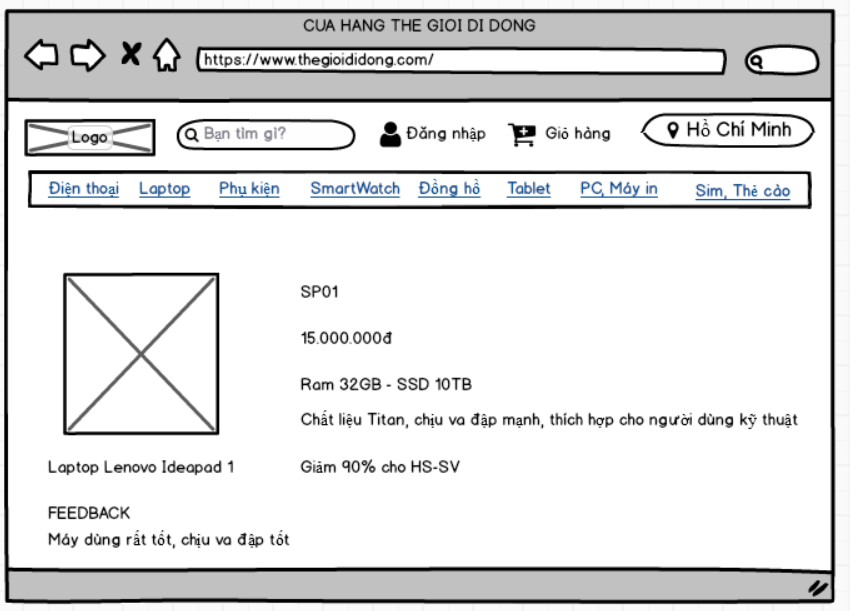 CUA HANG THE GIOI DI DONG
https://www.thegioididong.com/
Logo
Bạn tìm gì?
Đăng nhập
Giỏ hàng
Hồ Chí Minh
Điện thoại Laptop Phụ kiện SmartWatch Đồng hồ Tablet PC, Máy in Sim, Thẻ cào
SP01
15.000.000đ
Ram 32GB - SSD 10TB
Chất liệu Titan, chịu va đập mạnh, thích hợp cho người dùng kỹ thuật
Laptop Lenovo Ideapad 1
Giảm 90% cho HS-SV
FEEDBACK
Máy dùng rất tốt, chịu va đập tốt